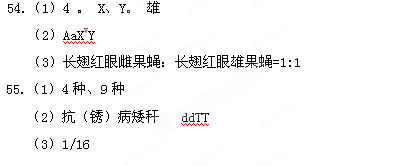 54.（1）4 。 X、Y。 雄
（2）AaXʷY
（3）长翅红眼雌果蝇：长翅红眼雄果蝇=1:1
55.（1）4种、9种
（2）抗（锈）病矮秆 ddTT
（3）1/16